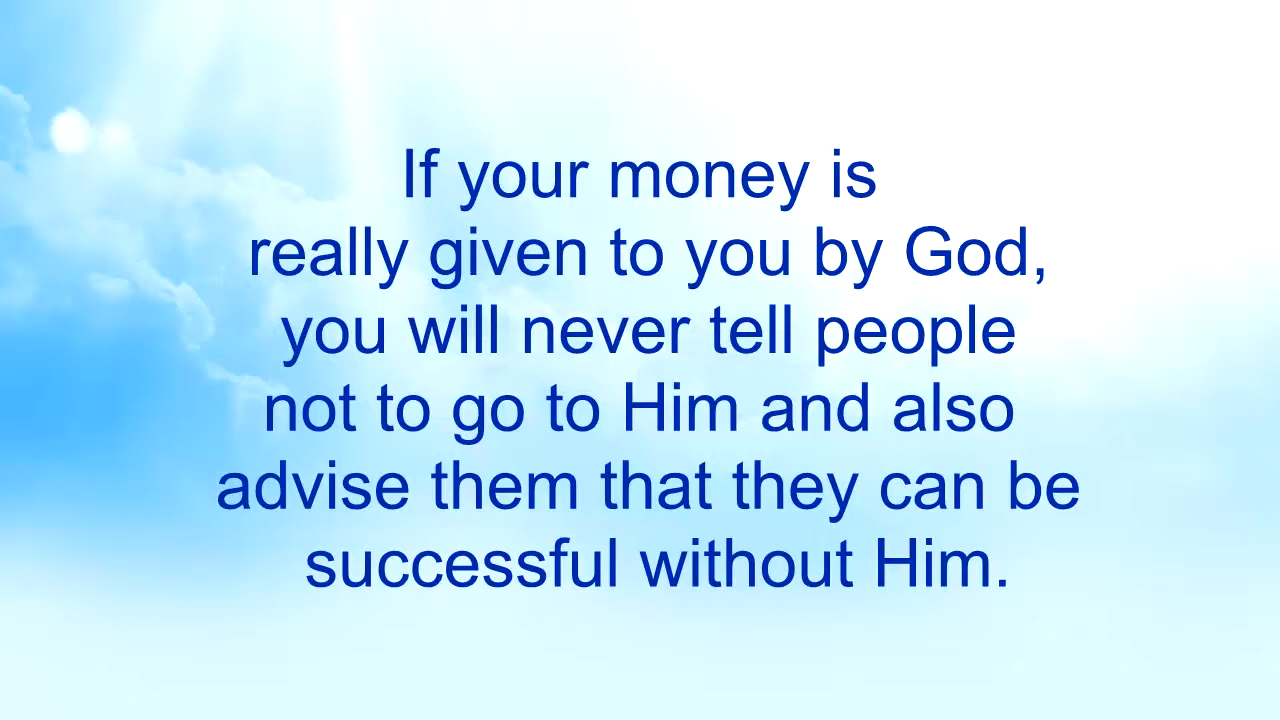 If your money is
really given to you by God,
you will never tell people
not to go to Him and also
advise them that they can be
successful without Him.